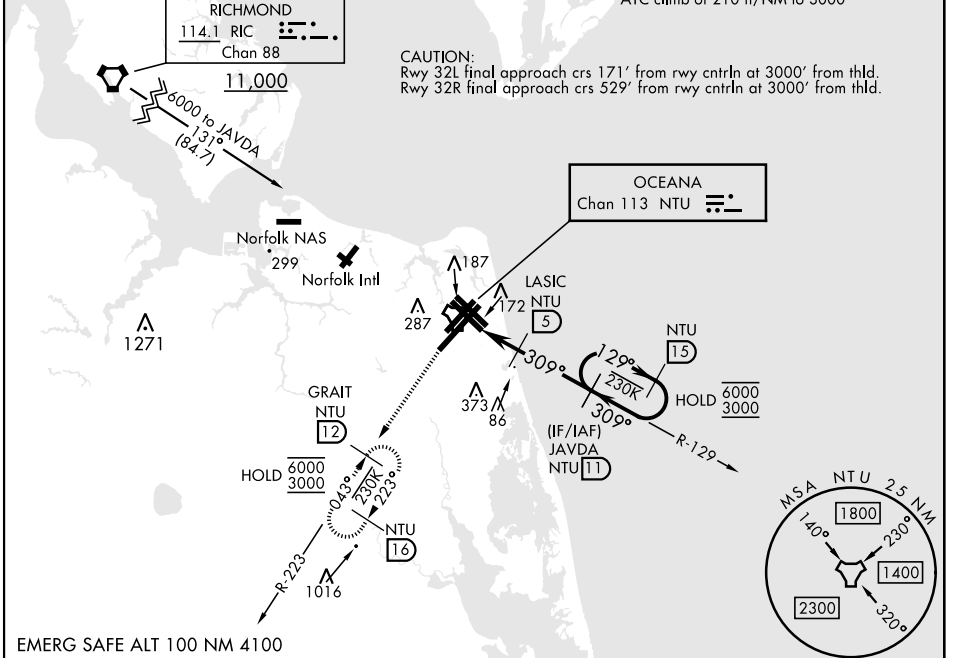 ATC climb of 210 ft/NM to 3000
RICHMOND
114.1 RIC
Chan 88
11,000
CAUTION:
Rwy 32L final approach crs 171' from rwy cntrln at 3000' from thld.
Rwy 32R final approach crs 529' from rwy cntrln at 3000' from thld.
6000 to JAVDA
131°
(84.7)
OCEANA
Chan 113 NTU
Norfolk NAS
299
Norfolk Intl
187
172
287
LASIC
NTU
5
1271
309°
129°
230K
309°
NTU
15
HOLD 6000
3000
373
86
(IF/IAF)
JAVDA
NTU 11
R-129
GRAIT
NTU
12
HOLD 6000
3000
043°
230K
223°
NTU
16
R-223
1016
MSA NTU 25 NM
140°
1800
230°
1400
2300
320°
EMERG SAFE ALT 100 NM 4100